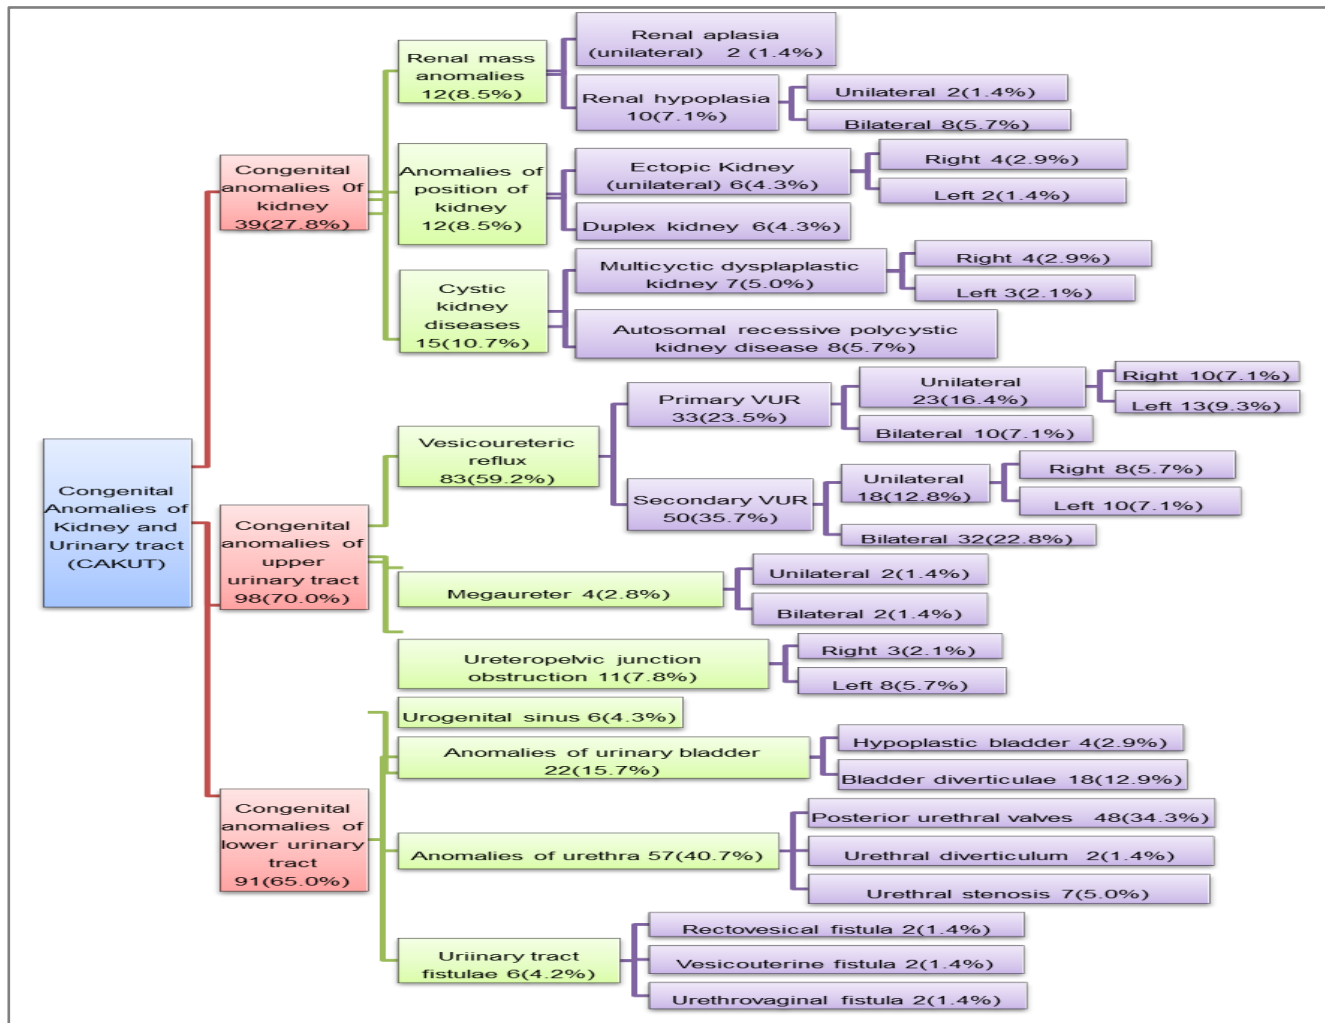 Congenital
Anomalies of
Kidney and
Urinary tract
(CAKUT)
Congenital
anomalies 0f
kidney
39(27.8%)
Renal mass
anomalies
12(8.5%)
Renal aplasia
(unilateral) 2 (1.4%)
Renal hypoplasia
10(7.1%)
Unilateral 2(1.4%)
Bilateral 8(5.7%)
Anomalies of
position of
kidney
12(8.5%)
Ectopic Kidney
(unilateral) 6(4.3%)
Right 4(2.9%)
Left 2(1.4%)
Duplex kidney 6(4.3%)
Cystic
kidney
diseases
15(10.7%)
Multicyctic dysplaplastic
kidney 7(5.0%)
Right 4(2.9%)
Left 3(2.1%)
Autosomal recessive polycystic
kidney disease 8(5.7%)
Congenital
anomalies of
upper
urinary tract
98(70.0%)
Vesicoureteric
reflux
83(59.2%)
Primary VUR
33(23.5%)
Unilateral
23(16.4%)
Right 10(7.1%)
Left 13(9.3%)
Bilateral 10(7.1%)
Secondary VUR
50(35.7%)
Unilateral
18(12.8%)
Right 8(5.7%)
Left 10(7.1%)
Bilateral 32(22.8%)
Megaureter 4(2.8%)
Unilateral 2(1.4%)
Bilateral 2(1.4%)
Ureteropelvic junction
obstruction 11(7.8%)
Right 3(2.1%)
Left 8(5.7%)
Congenital
anomalies of
lower urinary
tract
91(65.0%)
Urogenital sinus 6(4.3%)
Anomalies of urinary bladder
22(15.7%)
Hypoplastic bladder 4(2.9%)
Bladder diverticulae 18(12.9%)
Anomalies of urethra 57(40.7%)
Posterior urethral valves 48(34.3%)
Urethral diverticulum 2(1.4%)
Urethral stenosis 7(5.0%)
Uriinary tract
fistulae 6(4.2%)
Rectovesical fistula 2(1.4%)
Vesicouterine fistula 2(1.4%)
Urethrovaginal fistula 2(1.4%)